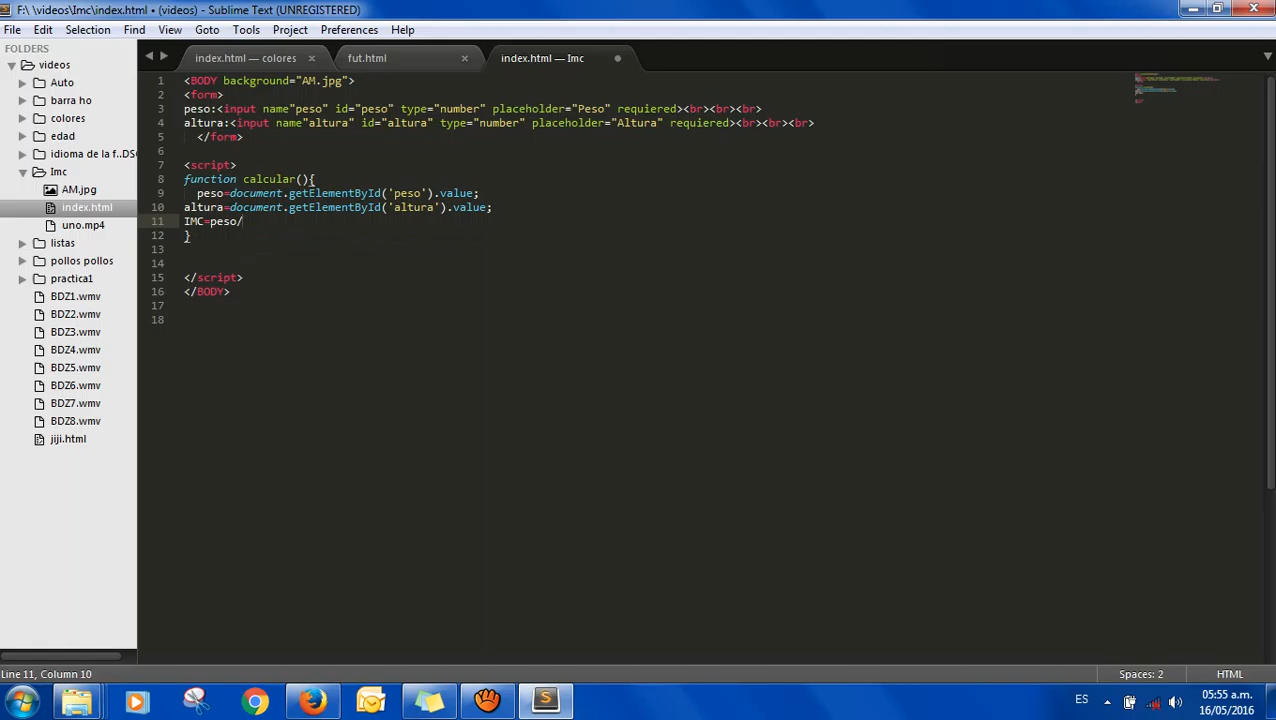 F:\ \videos\Imc\index.html • (videos) - Sublime Text (UNREGISTERED)
File Edit Selection Find View Goto Tools Project Preferences Help
FOLDERS
videos
Auto
barra ho
colores
edad
idioma de la f..DS
Imc
AM.jpg
index.html
uno.mp4
listas
pollos pollos
practica1
BDZ1.wmv
BDZ2.wmv
BDZ3.wmv
BDZ4.wmv
BDZ5.wmv
BDZ6.wmv
BDZ7.wmv
BDZ8.wmv
jiji.html
index.html — colores fut.html index.html — Imc
1 <BODY background="AM.jpg">
2 <form>
3 peso:<input name"peso" id="peso" type="number" placeholder="Peso" requiered><br><br><br>
4 altura:<input name"altura" id="altura" type="number" placeholder="Altura" requiered><br><br><br>
5 </form>
6
7 <script>
8 function calcular(){
9 peso=document.getElementById('peso').value;
10 altura=document.getElementById('altura').value;
11 IMC=peso/
12 }
13
14
15 </script>
16 </BODY>
17
18
Line 11, Column 10 Spaces: 2 HTML
ES 05:55 a.m.
16/05/2016